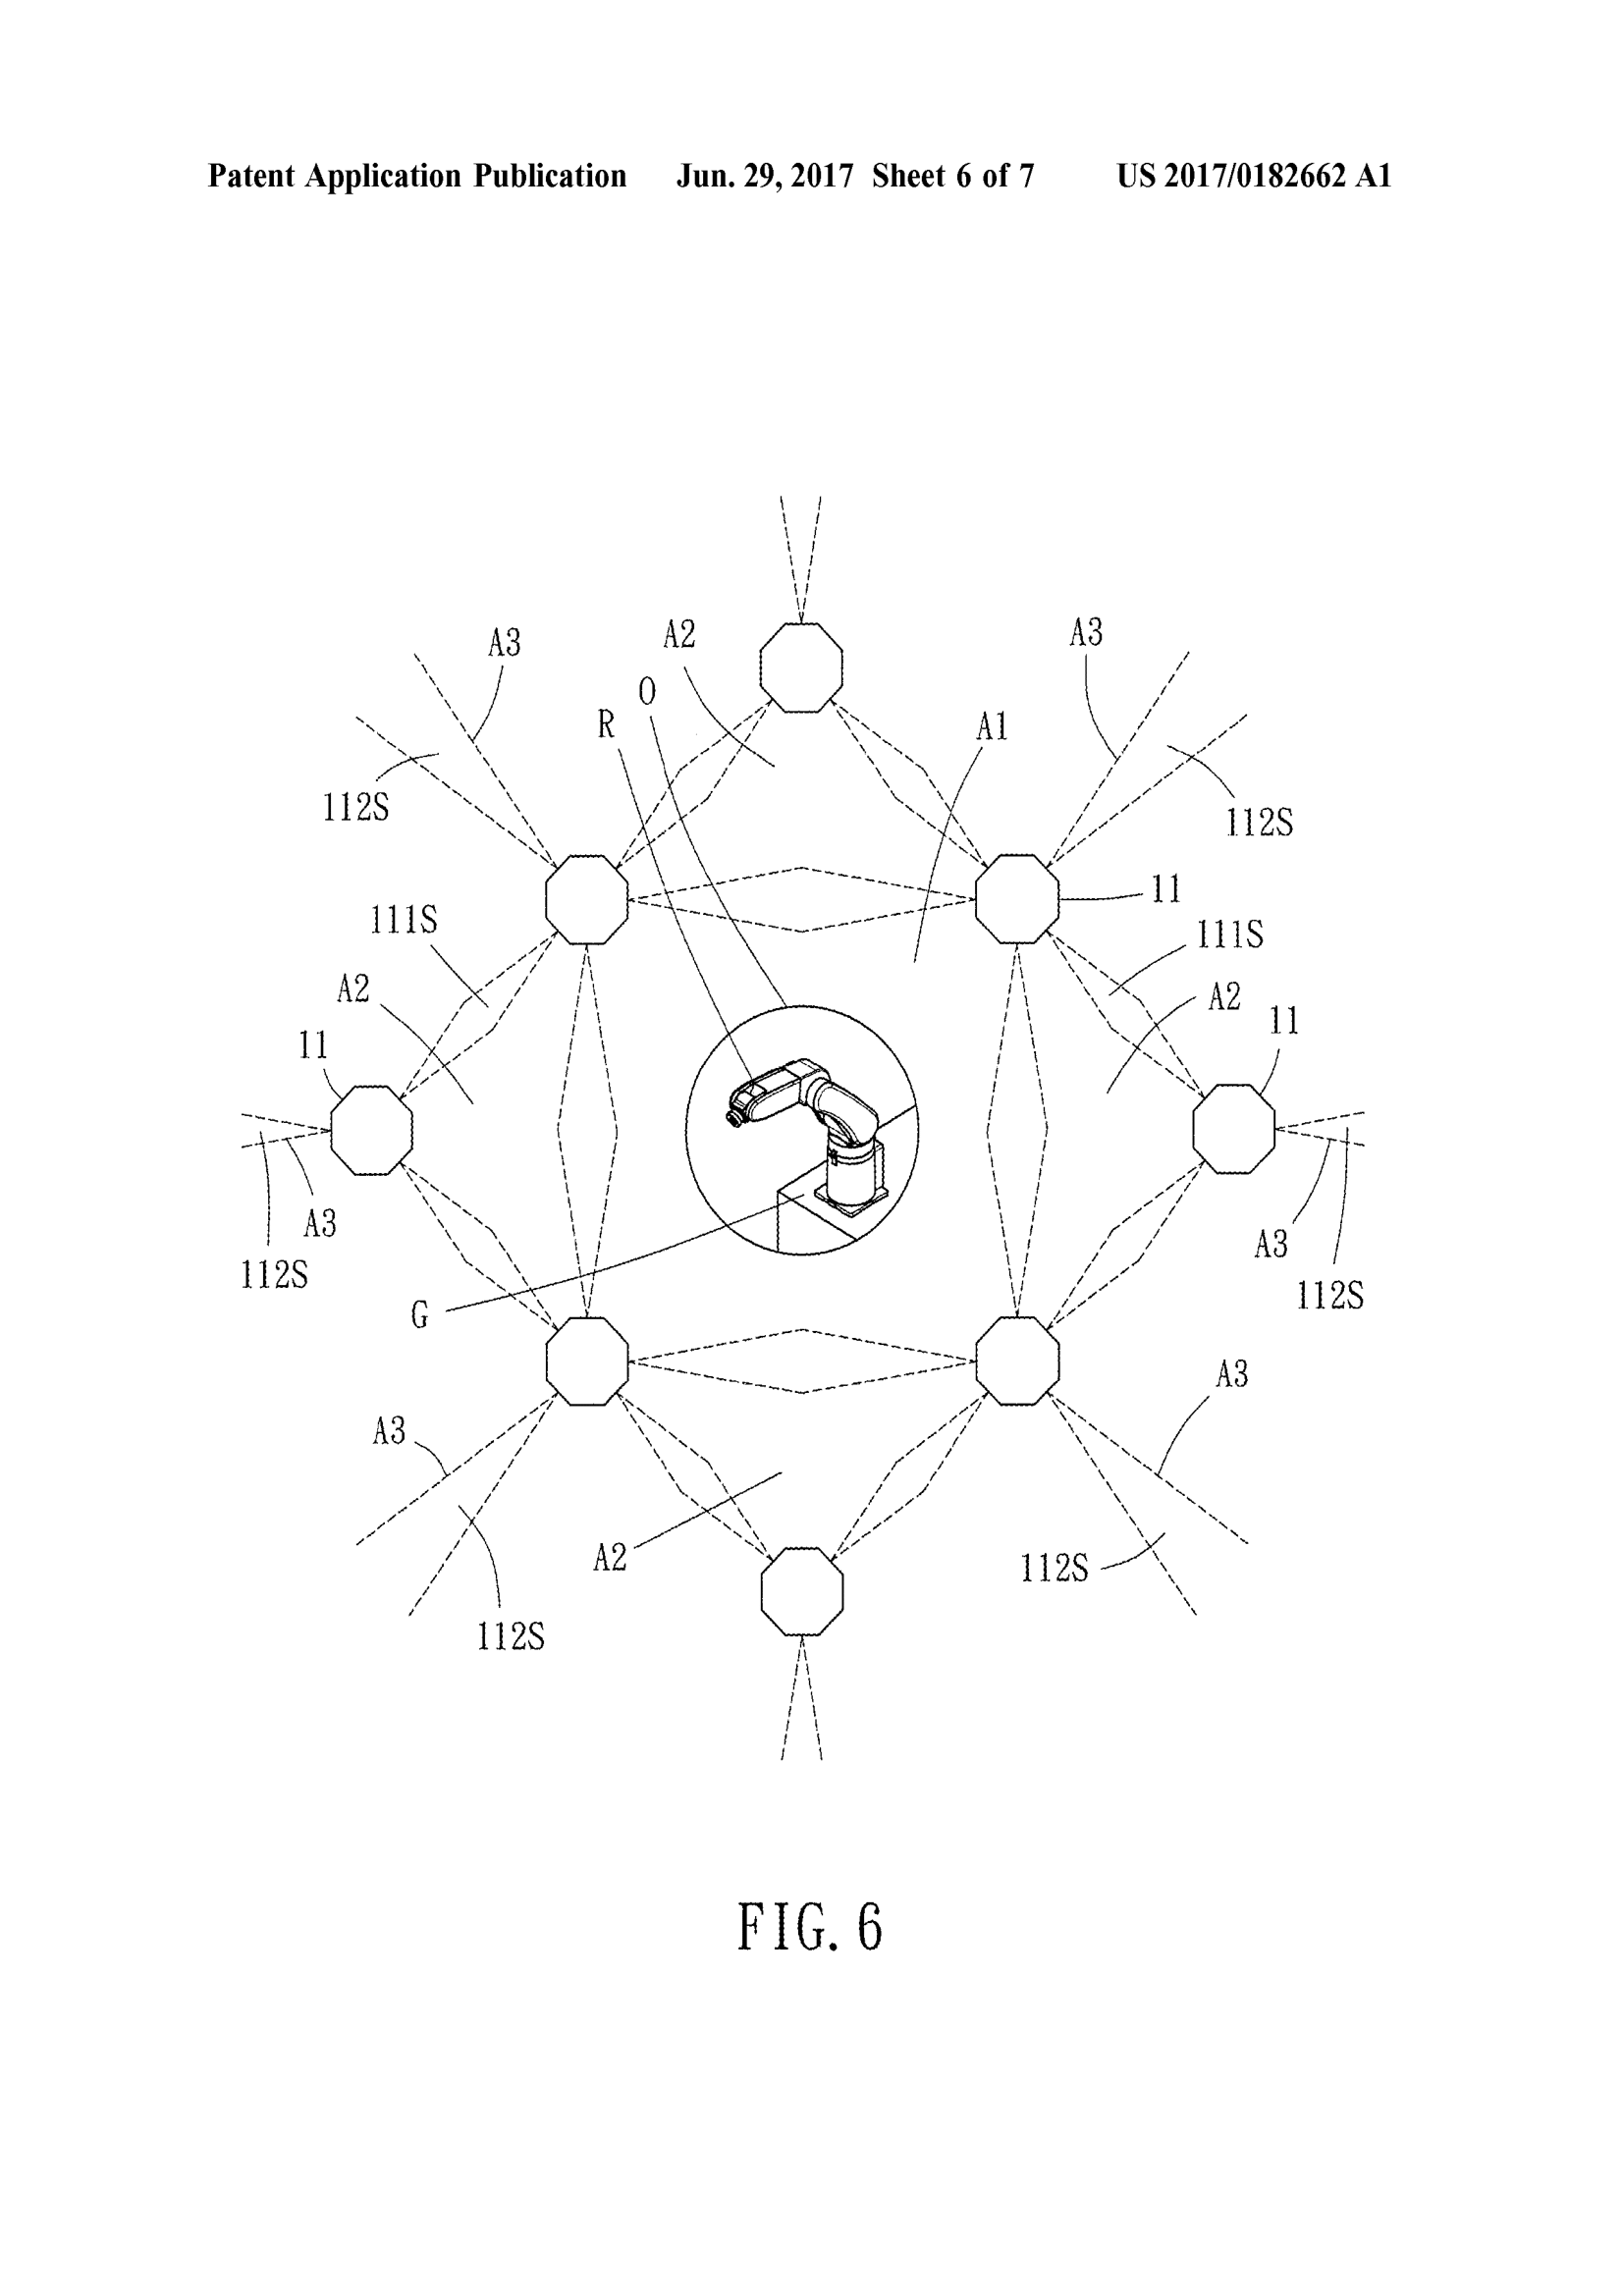 Patent Application Publication Jun. 29, 2017 Sheet 6 of 7 US 2017/0182662 A1
A3
A2
A3
O
R
A1
112S
112S
11
111S
111S
A2
A2
11
11
A3
A3
112S
112S
G
A3
A3
A2
112S
112S
FIG. 6